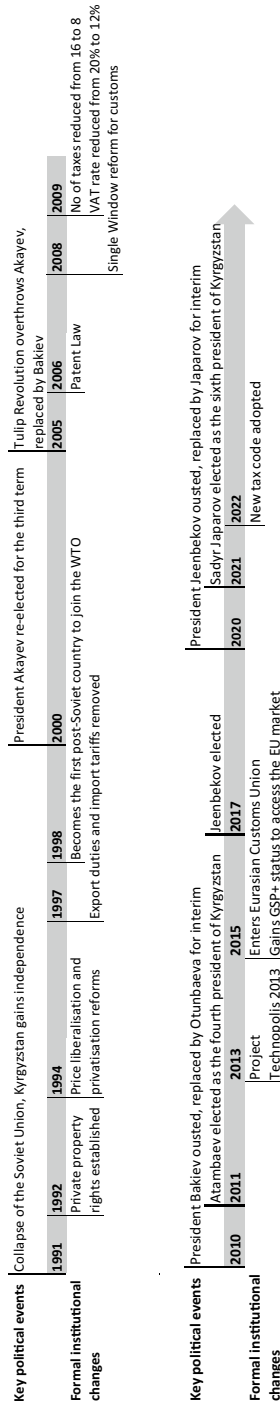 Key political events
Collapse of the Soviet Union, Kyrgyzstan gains independence
President Akayev re-elected for the third term
Tulip Revolution overthrows Akayev,
replaced by Bakiev
1991 1992 1994 1997 1998 2000 2005 2006 2008 2009
Formal institutional
changes
Private property
rights established
Price liberalisation and
privatisation reforms
Becomes the first post-Soviet country to join the WTO
Export duties and import tariffs removed
Patent Law
No of taxes reduced from 16 to 8
VAT rate reduced from 20% to 12%
Single Window reform for customs
Key political events
President Bakiev ousted, replaced by Otunbaeva for interim
Atambaev elected as the fourth president of Kyrgyzstan
Jeenbekov elected
President Jeenbekov ousted, replaced by Japarov for interim
Sadyr Japarov elected as the sixth president of Kyrgyzstan
2010 2011 2013 2015 2017 2020 2021 2022
Formal institutional
changes
Project
Technopolis 2013
Enters Eurasian Customs Union
Gains GSP+ status to access the EU market
New tax code adopted